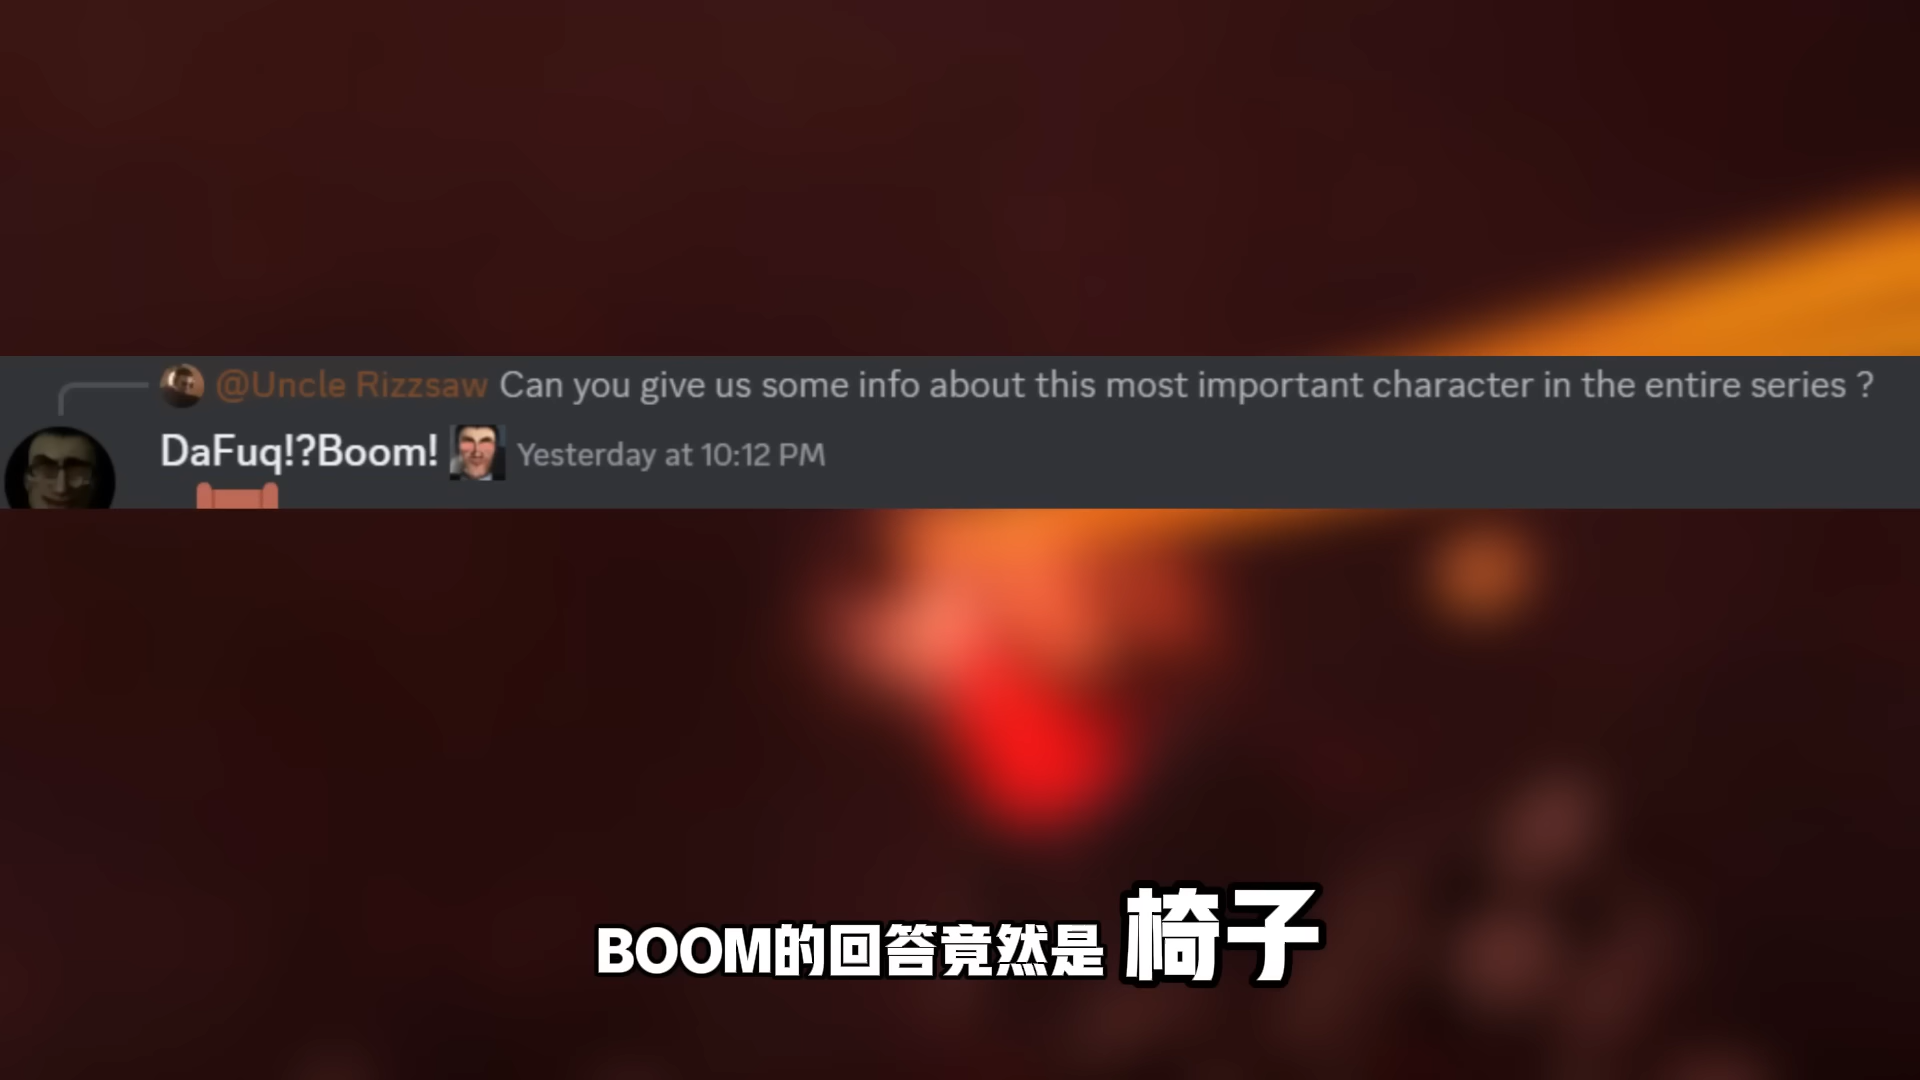 @Uncle Rizzsaw Can you give us some info about this most important character in the entire series ?
DaFuq!?Boom! Yesterday at 10:12 PM
BOOM的回答竟然是 椅子